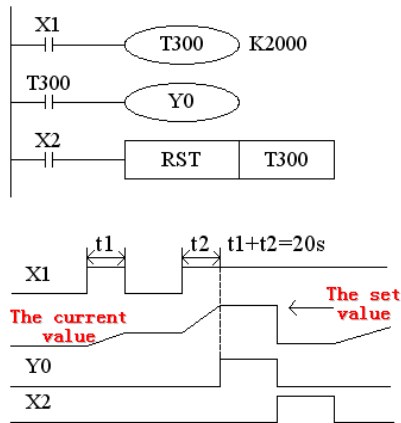 X1
T300 K2000
T300
Y0
X2
RST T300
t1 t2 t1+t2=20s
X1
The current
value
The set
value
Y0
X2